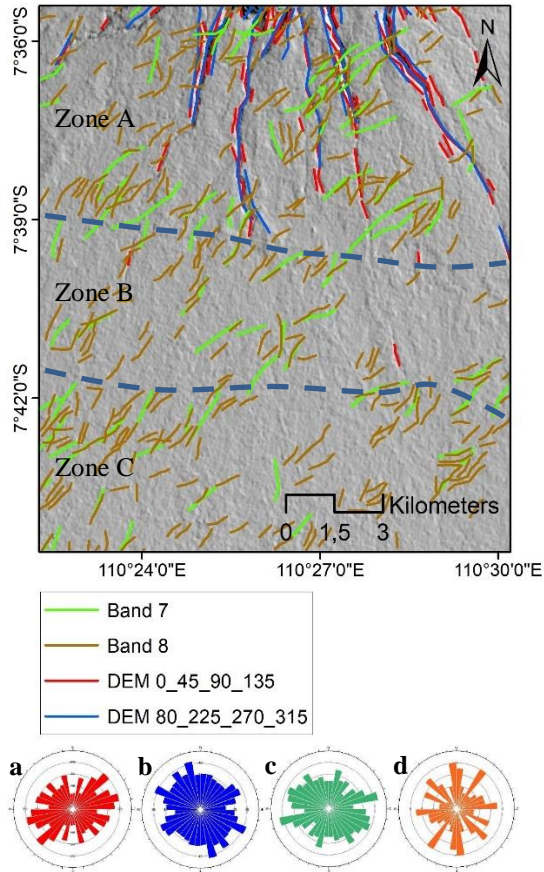 7°36'0"S
N
Zone A
7°39'0"S
Zone B
7°42'0"S
Zone C
Kilometers
0 1,5 3
110°24'0"E 110°27'0"E 110°30'0"E
Band 7
Band 8
DEM 0_45_90_135
DEM 80_225_270_315
a b c d